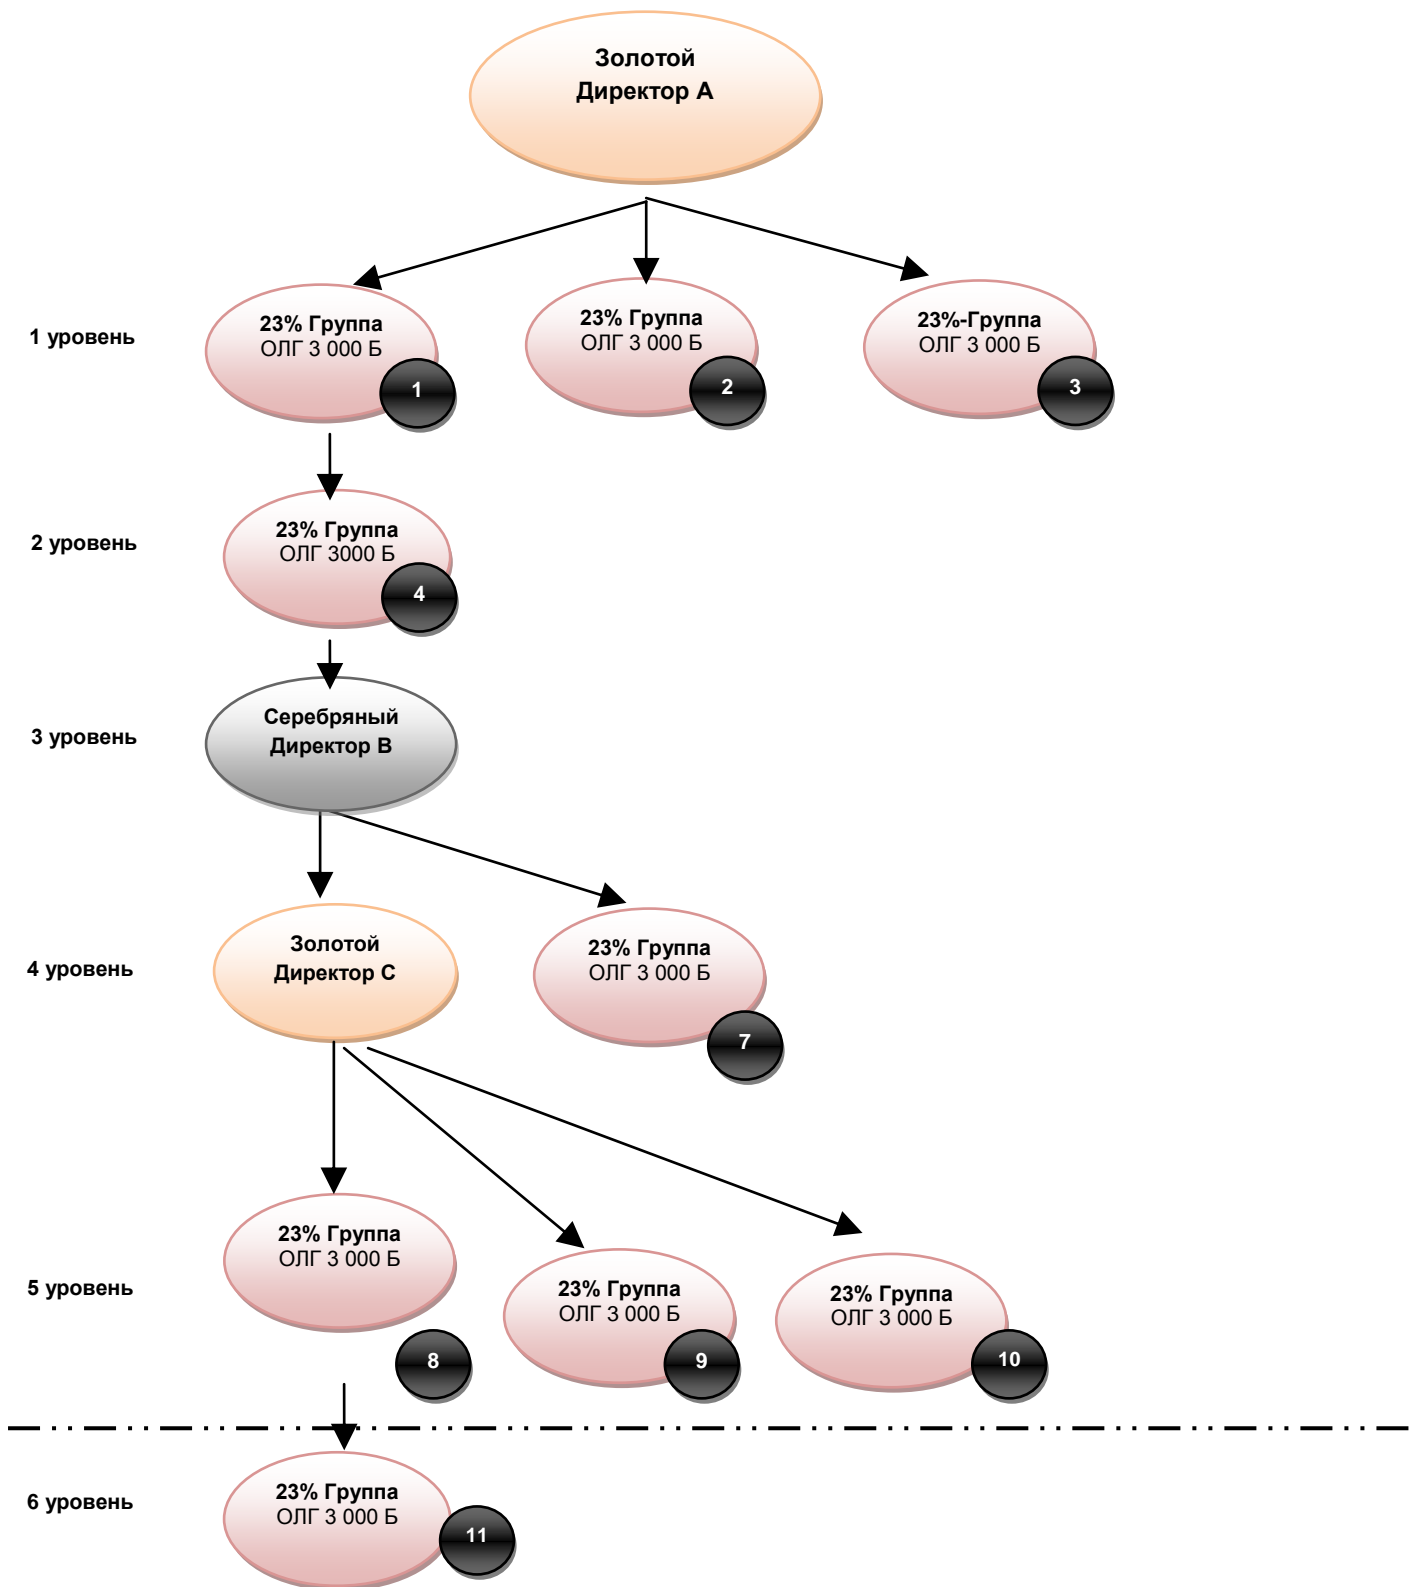 Золотой
Директор А
1 уровень
23% Группа
ОЛГ 3 000 Б
1
23% Группа
ОЛГ 3 000 Б
2
23%-Группа
ОЛГ 3 000 Б
3
2 уровень
23% Группа
ОЛГ 3000 Б
4
3 уровень
Серебряный
Директор В
4 уровень
Золотой
Директор С
23% Группа
ОЛГ 3 000 Б
7
5 уровень
23% Группа
ОЛГ 3 000 Б
8
23% Группа
ОЛГ 3 000 Б
9
23% Группа
ОЛГ 3 000 Б
10
6 уровень
23% Группа
ОЛГ 3 000 Б
11